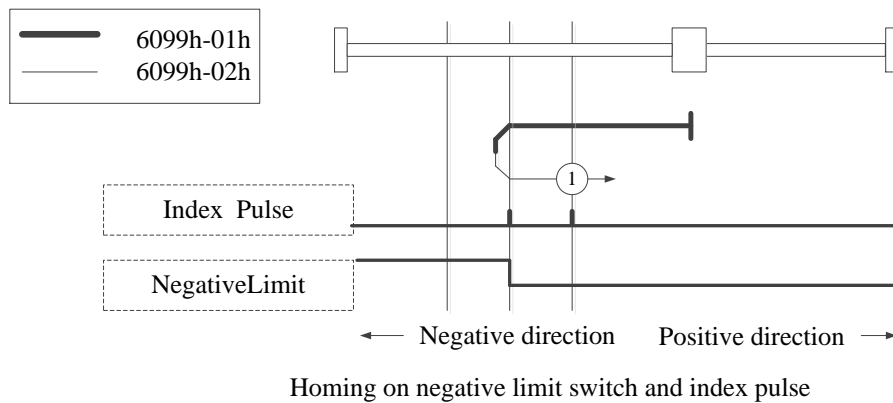 6099h-01h
6099h-02h
1
Index Pulse
NegativeLimit
Negative direction Positive direction
Homing on negative limit switch and index pulse